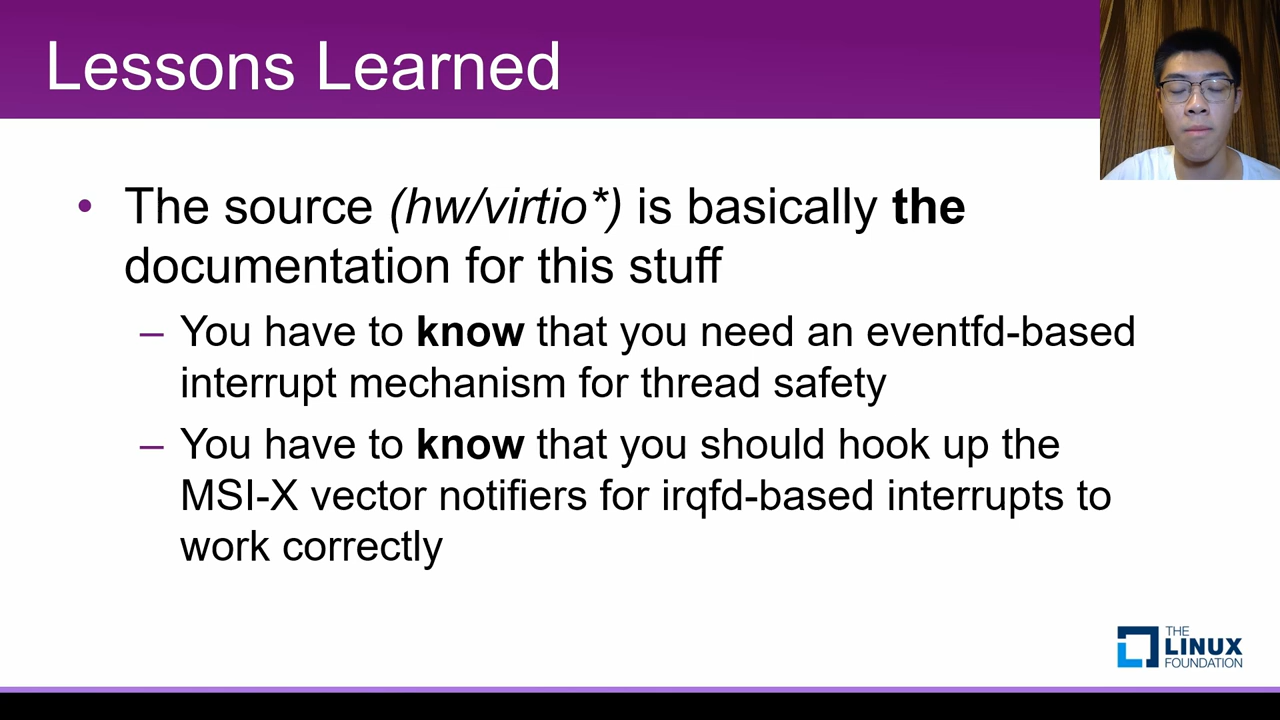 Lessons Learned
• The source (hw/virtio*) is basically the
documentation for this stuff
– You have to know that you need an eventfd-based
interrupt mechanism for thread safety
– You have to know that you should hook up the
MSI-X vector notifiers for irqfd-based interrupts to
work correctly
THE
LINUX
FOUNDATION